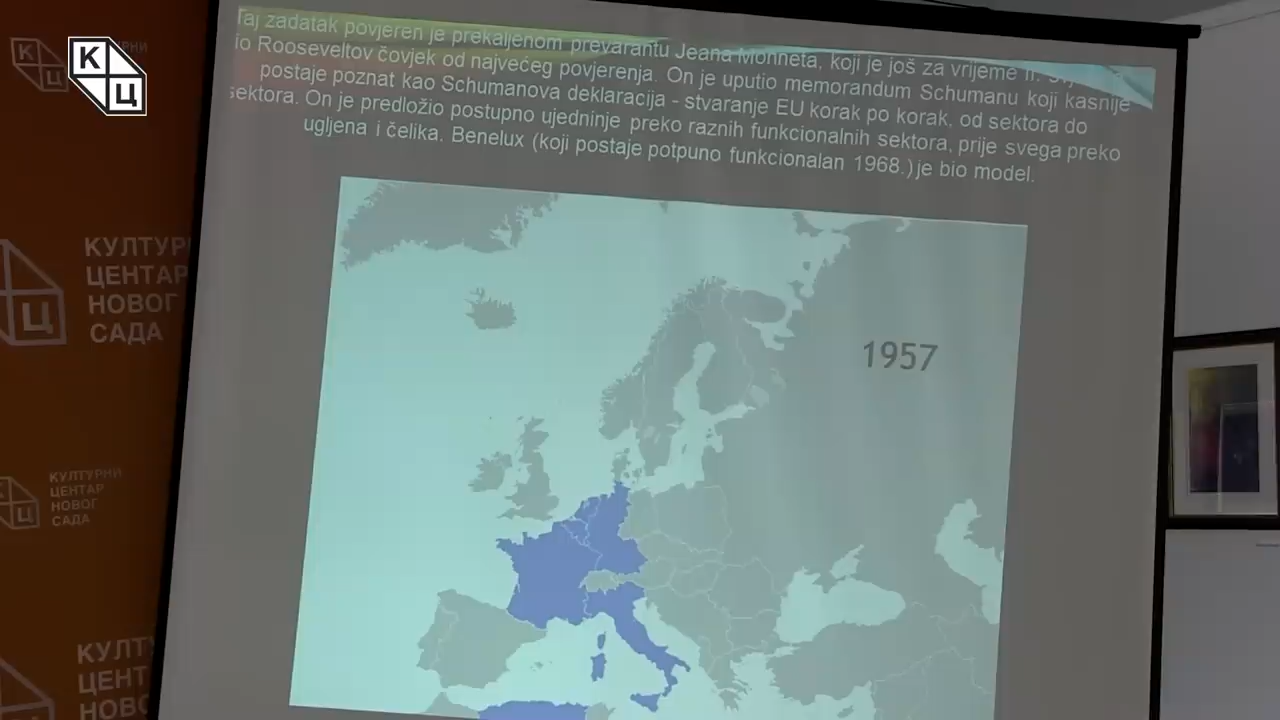 Taj zadatak povjeren je prekaljenom prevarantu Jeana Monneta, koji je još za vrijeme II.
io Rooseveltov čovjek od najvećeg povjerenja. On je uputio memorandum Schumanu koji kasnije
postaje poznat kao Schumanova deklaracija - stvaranje EU korak po korak, od sektora do
sektora. On je predložio postupno ujedninje preko raznih funkcionalnih sektora, prije svega preko
ugljena i čelika. Benelux (koji postaje potpuno funkcionalan 1968.) je bio model.
1957
К
Ц
КУЛТУРНИ
ЦЕНТАР
НОВОГ
САДА
Ц
КУЛТУРНИ
ЦЕНТАР
НОВОГ
САДА